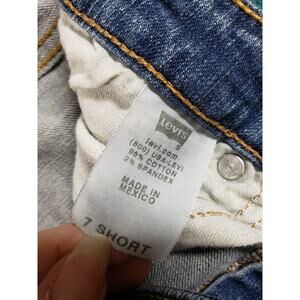 Levi's
levi.com
(800) USA-LEVI
98% COTTON
2% SPANDEX
MADE IN
MEXICO
7 SHORT